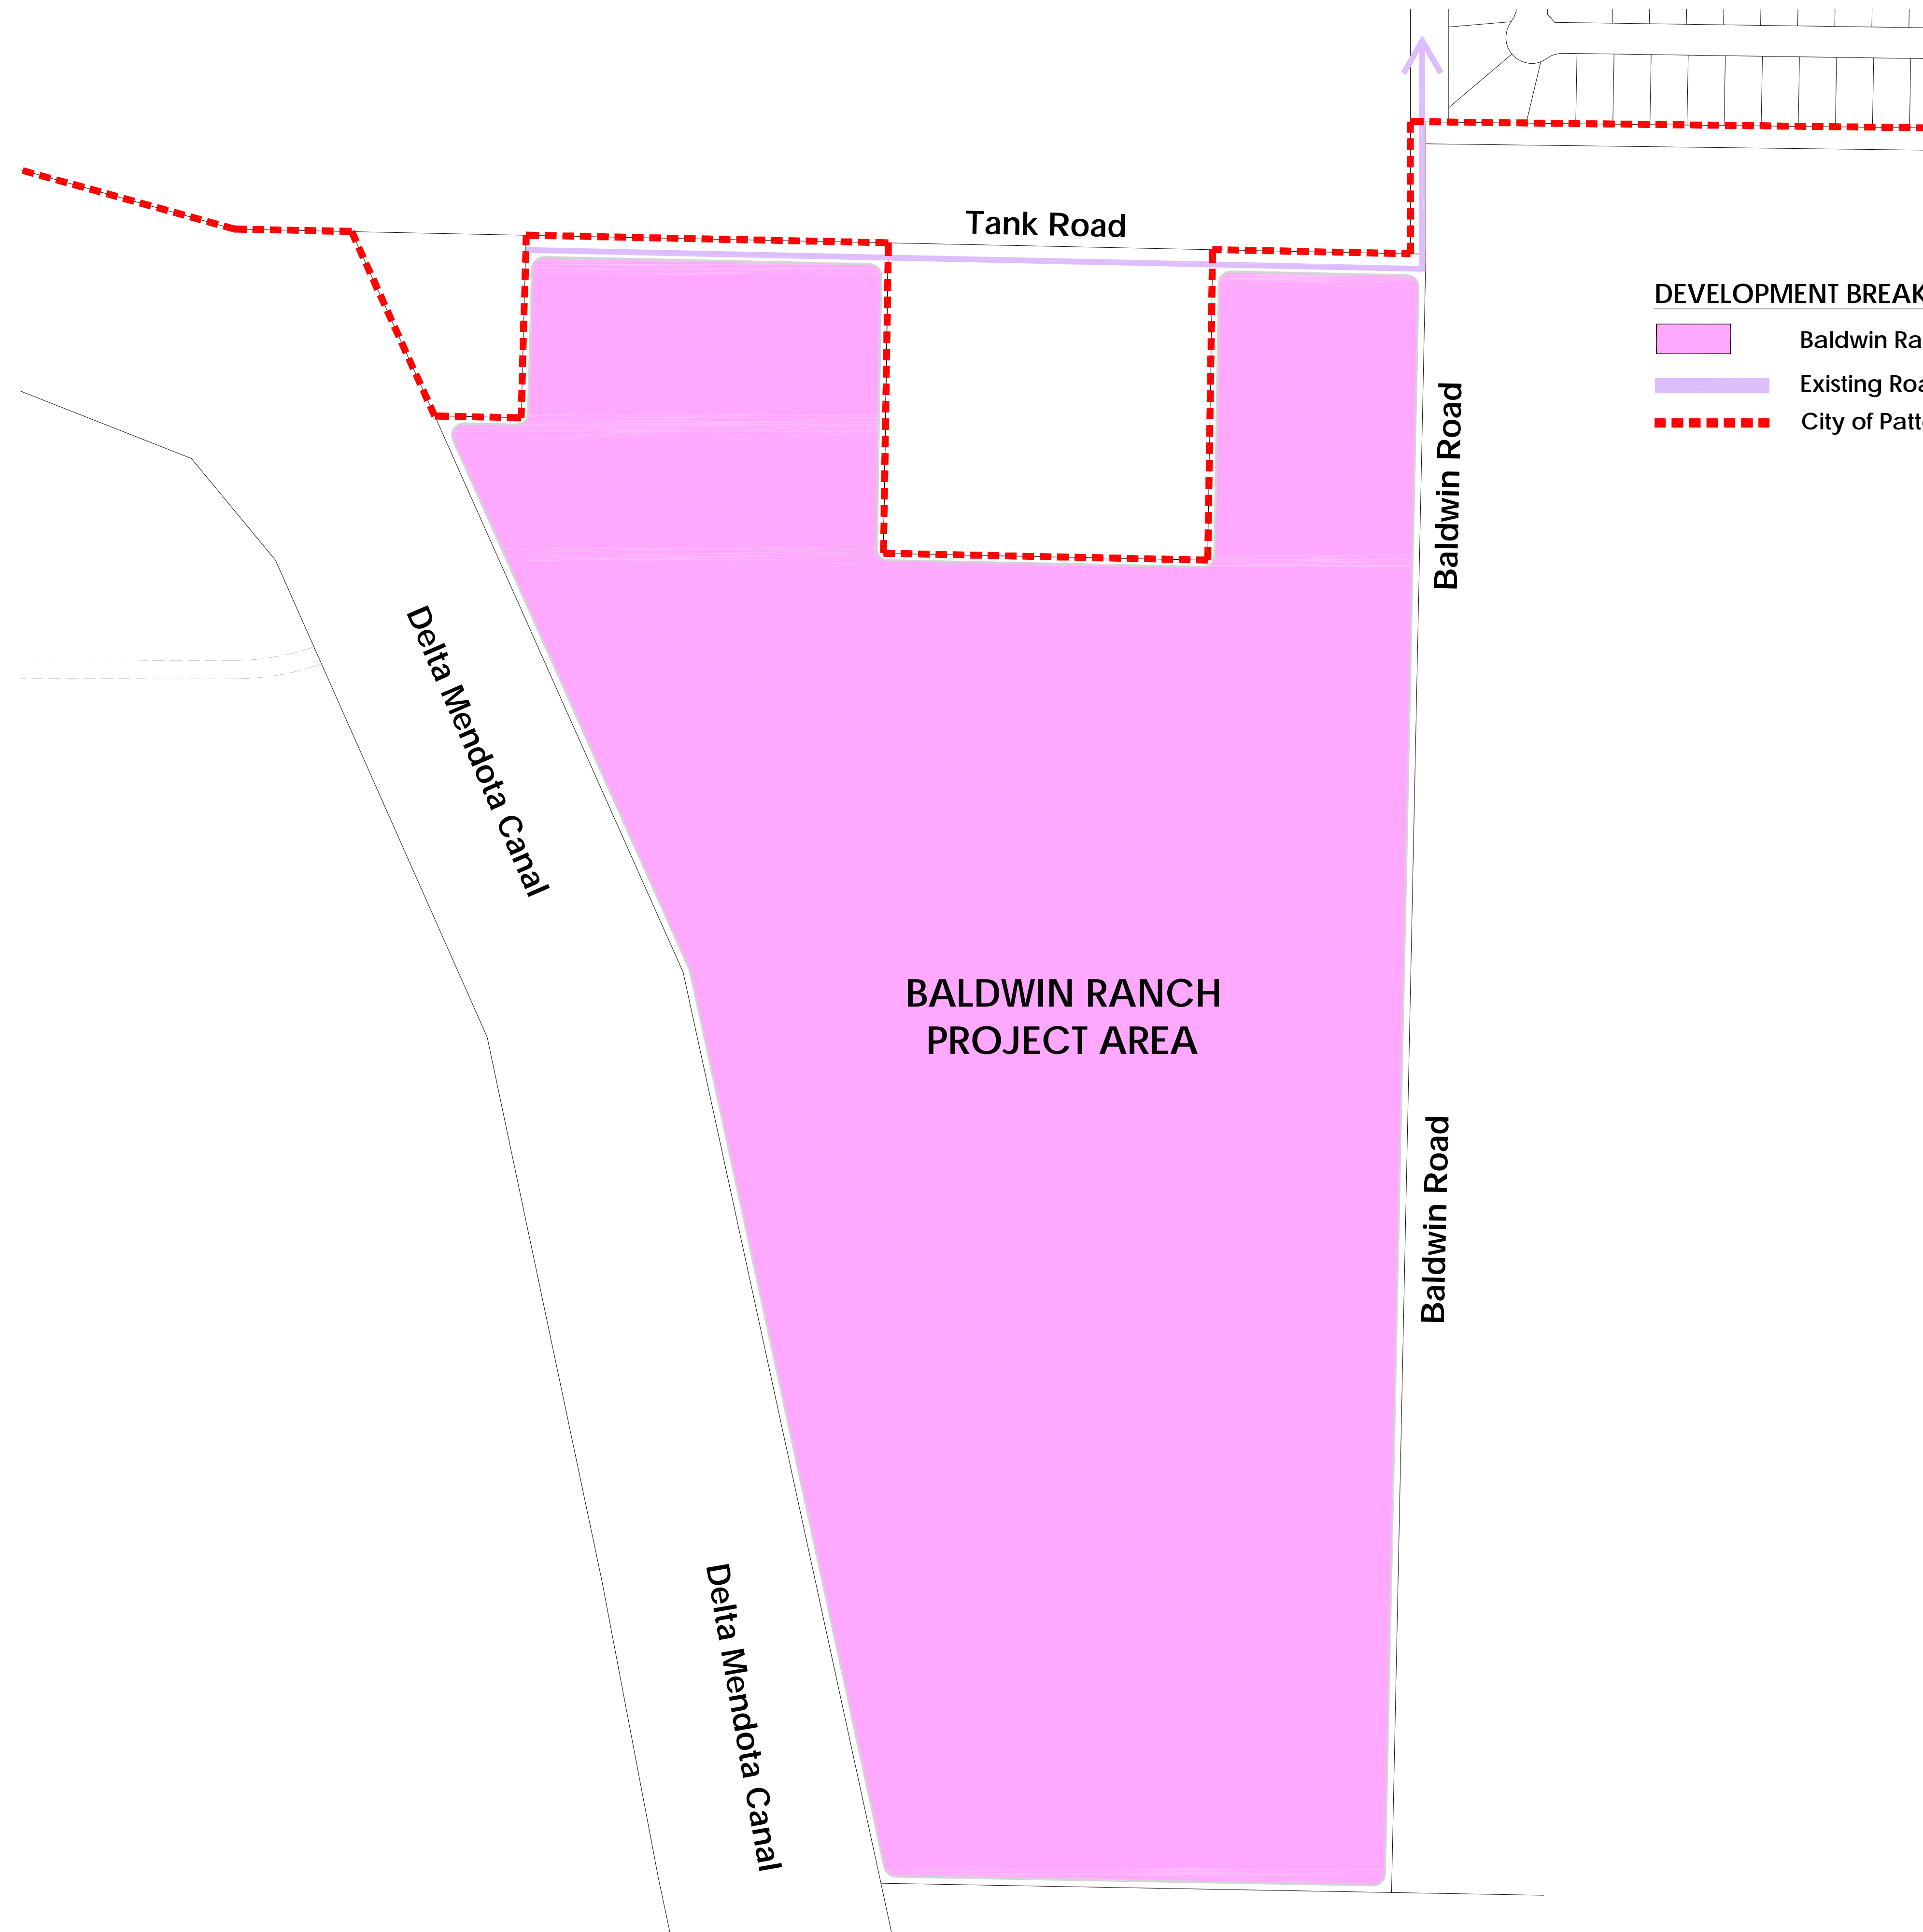 Tank Road
DEVELOPMENT BREAK
Baldwin Ra
Existing Roa
City of Patt
Baldwin Road
Delta Mendota Canal
BALDWIN RANCH
PROJECT AREA
Baldwin Road
Delta Mendota Canal